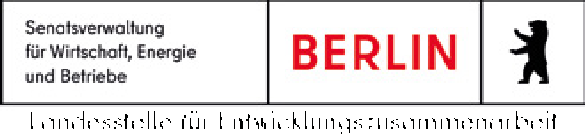 Senatsverwaltung
für Wirtschaft, Energie
und Betriebe
BERLIN
Landesstelle für Entwicklungszusammenarbeit